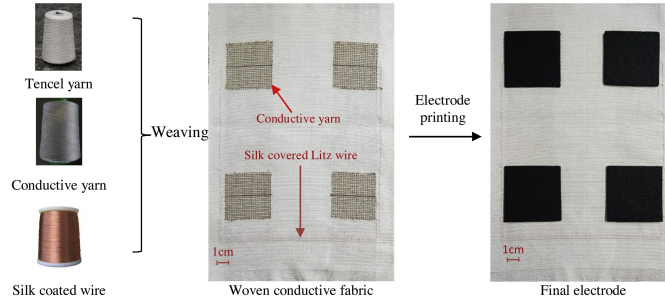 Tencel yarn
Conductive yarn
Silk coated wire
Weaving
Conductive yarn
Silk covered Litz wire
1cm
Woven conductive fabric
Electrode
printing
1cm
Final electrode